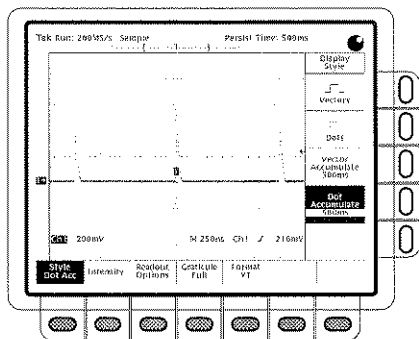 Tek Run: 200MS/s Sample Persist Time: 500ms
Display Style
Vectors
Dots
Vector Accumulate 500ms
Dot Accumulate 500ms
Ch1 200mV M 250ns Ch1 216mV
Style Dot Acc
Intensity
Readout Options
Graticule Full
Format YT